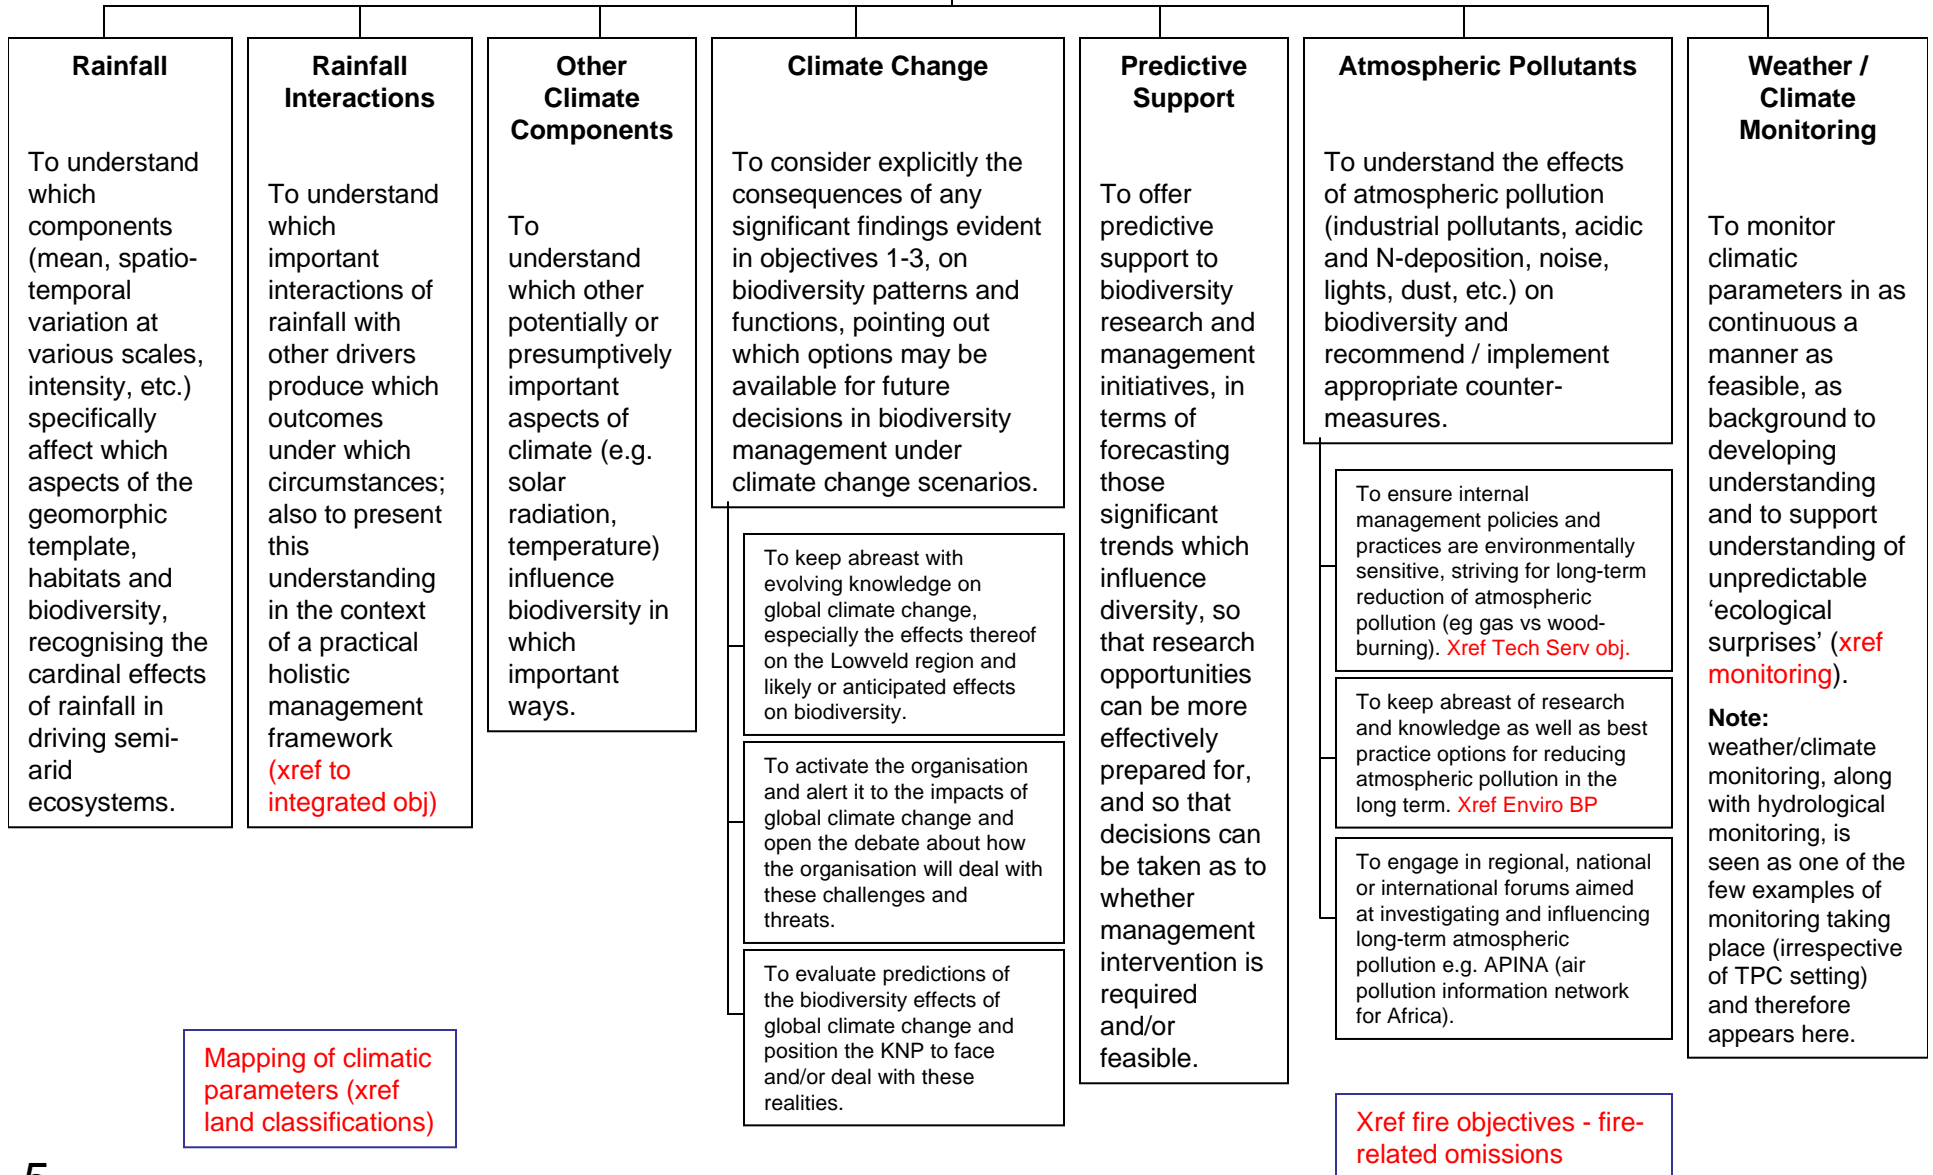 Rainfall
To understand
which
components
(mean, spatio-
temporal
variation at
various scales,
intensity, etc.)
specifically
affect which
aspects of the
geomorphic
template,
habitats and
biodiversity,
recognising the
cardinal effects
of rainfall in
driving semi-
arid
ecosystems.
Rainfall
Interactions
To understand
which
important
interactions of
rainfall with
other drivers
produce which
outcomes
under which
circumstances;
also to present
this
understanding
in the context
of a practical
holistic
management
framework
(xref to
integrated obj)
Other
Climate
Components
To
understand
which other
potentially or
presumptively
important
aspects of
climate (e.g.
solar
radiation,
temperature)
influence
biodiversity in
which
important
ways.
Climate Change
To consider explicitly the
consequences of any
significant findings evident
in objectives 1-3, on
biodiversity patterns and
functions, pointing out
which options may be
available for future
decisions in biodiversity
management under
climate change scenarios.
To keep abreast with
evolving knowledge on
global climate change,
especially the effects thereof
on the Lowveld region and
likely or anticipated effects
on biodiversity.
To activate the organisation
and alert it to the impacts of
global climate change and
open the debate about how
the organisation will deal with
these challenges and
threats.
To evaluate predictions of
the biodiversity effects of
global climate change and
position the KNP to face
and/or deal with these
realities.
Predictive
Support
To offer
predictive
support to
biodiversity
research and
management
initiatives, in
terms of
forecasting
those
significant
trends which
influence
diversity, so
that research
opportunities
can be more
effectively
prepared for,
and so that
decisions can
be taken as to
whether
management
intervention is
required
and/or
feasible.
Atmospheric Pollutants
To understand the effects
of atmospheric pollution
(industrial pollutants, acidic
and N-deposition, noise,
lights, dust, etc.) on
biodiversity and
recommend / implement
appropriate counter-
measures.
To ensure internal
management policies and
practices are environmentally
sensitive, striving for long-term
reduction of atmospheric
pollution (eg gas vs wood-
burning). Xref Tech Serv obj.
To keep abreast of research
and knowledge as well as best
practice options for reducing
atmospheric pollution in the
long term. Xref Enviro BP
To engage in regional, national
or international forums aimed
at investigating and influencing
long-term atmospheric
pollution e.g. APINA (air
pollution information network
for Africa).
Weather /
Climate
Monitoring
To monitor
climatic
parameters in as
continuous a
manner as
feasible, as
background to
developing
understanding
and to support
understanding of
unpredictable
‘ecological
surprises’ (xref
monitoring).
Note:
weather/climate
monitoring, along
with hydrological
monitoring, is
seen as one of the
few examples of
monitoring taking
place (irrespective
of TPC setting)
and therefore
appears here.
Mapping of climatic
parameters (xref
land classifications)
Xref fire objectives - fire-
related omissions